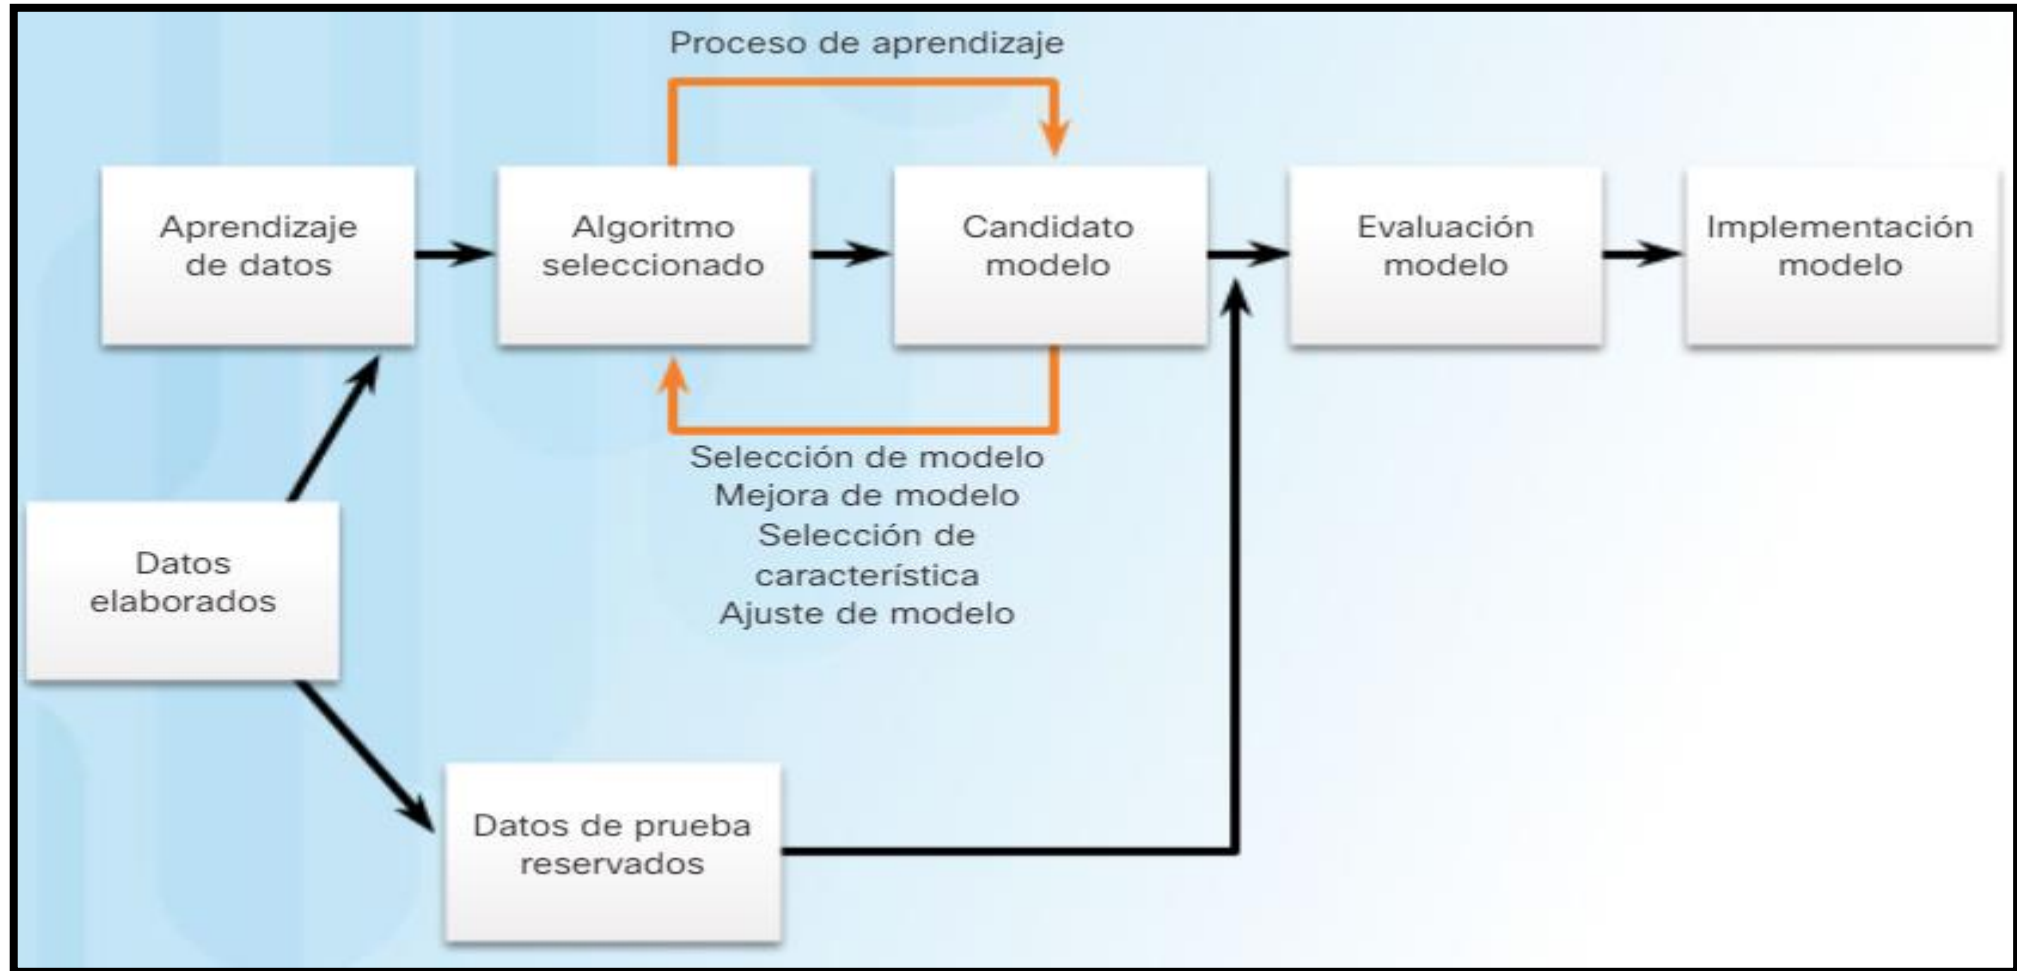 Proceso de aprendizaje
Aprendizaje
de datos
Algoritmo
seleccionado
Candidato
modelo
Evaluación
modelo
Implementación
modelo
Selección de modelo
Mejora de modelo
Selección de
característica
Ajuste de modelo
Datos
elaborados
Datos de prueba
reservados